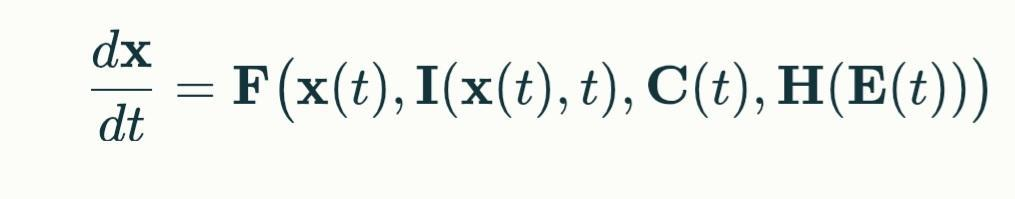 d𝐱/dt = 𝐅(𝐱(t), 𝐈(𝐱(t), t), 𝐂(t), 𝐇(𝐄(t)))